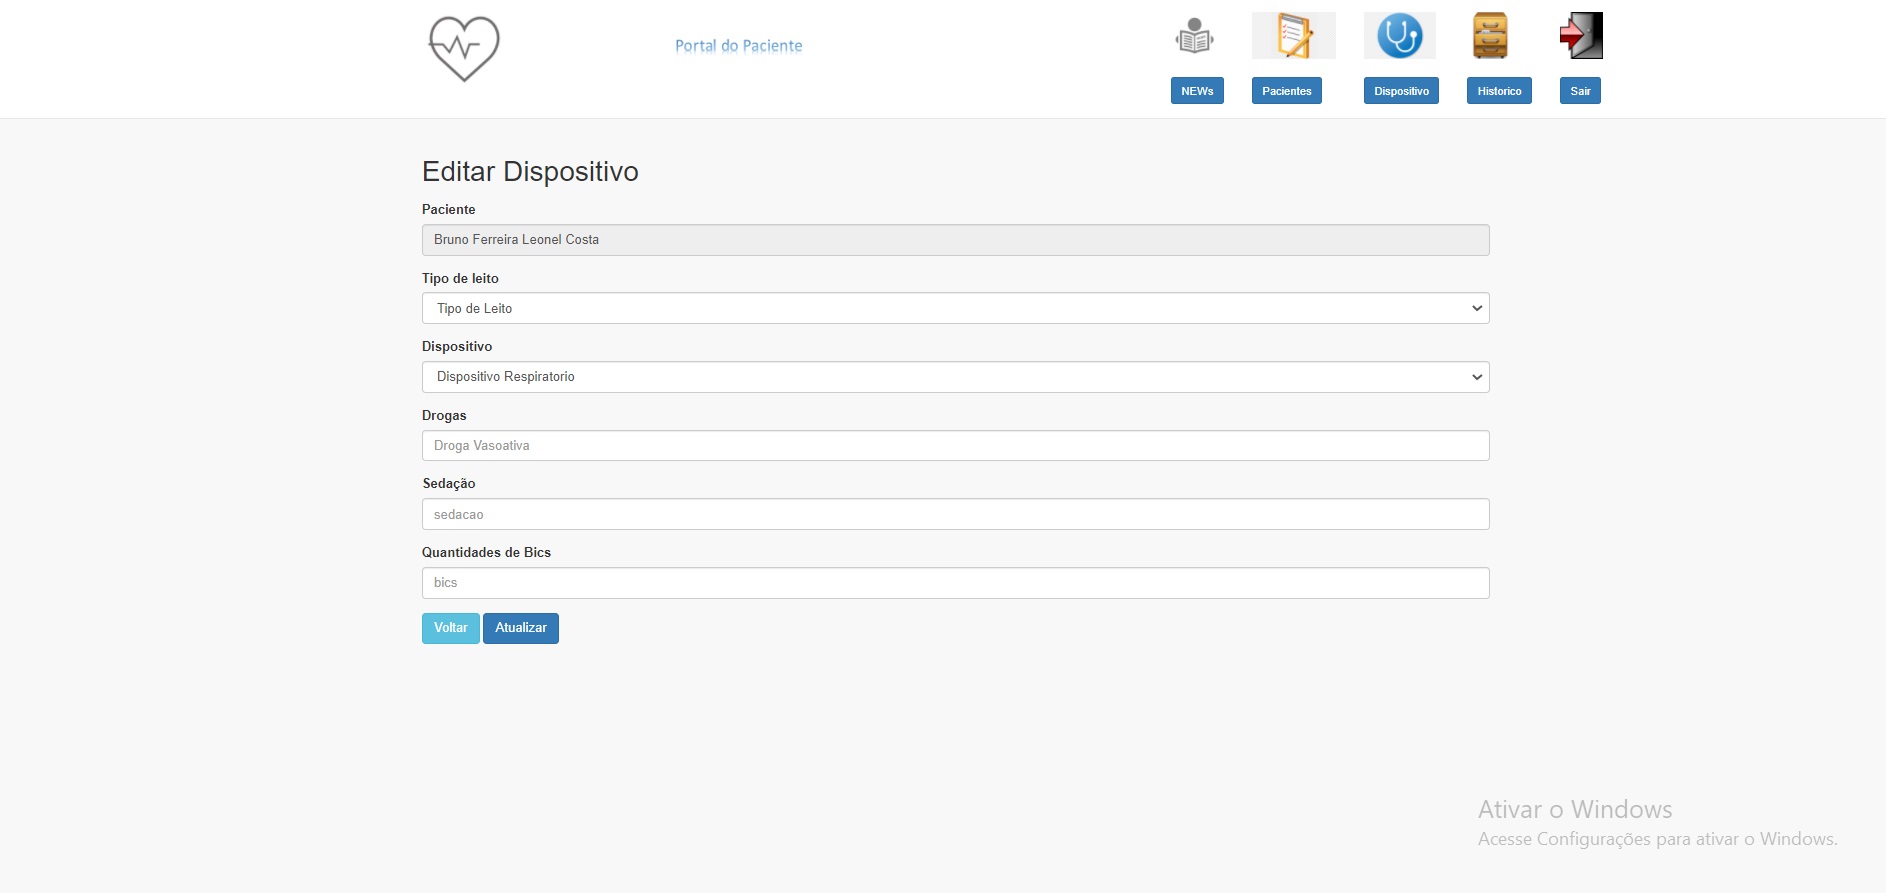 Portal do Paciente
NEWs
Pacientes
Dispositivo
Historico
Sair
Editar Dispositivo
Paciente
Bruno Ferreira Leonel Costa
Tipo de leito
Tipo de Leito
Dispositivo
Dispositivo Respiratorio
Drogas
Droga Vasoativa
Sedação
sedacao
Quantidades de Bics
bics
Voltar
Atualizar
Ativar o Windows
Acesse Configurações para ativar o Windows.